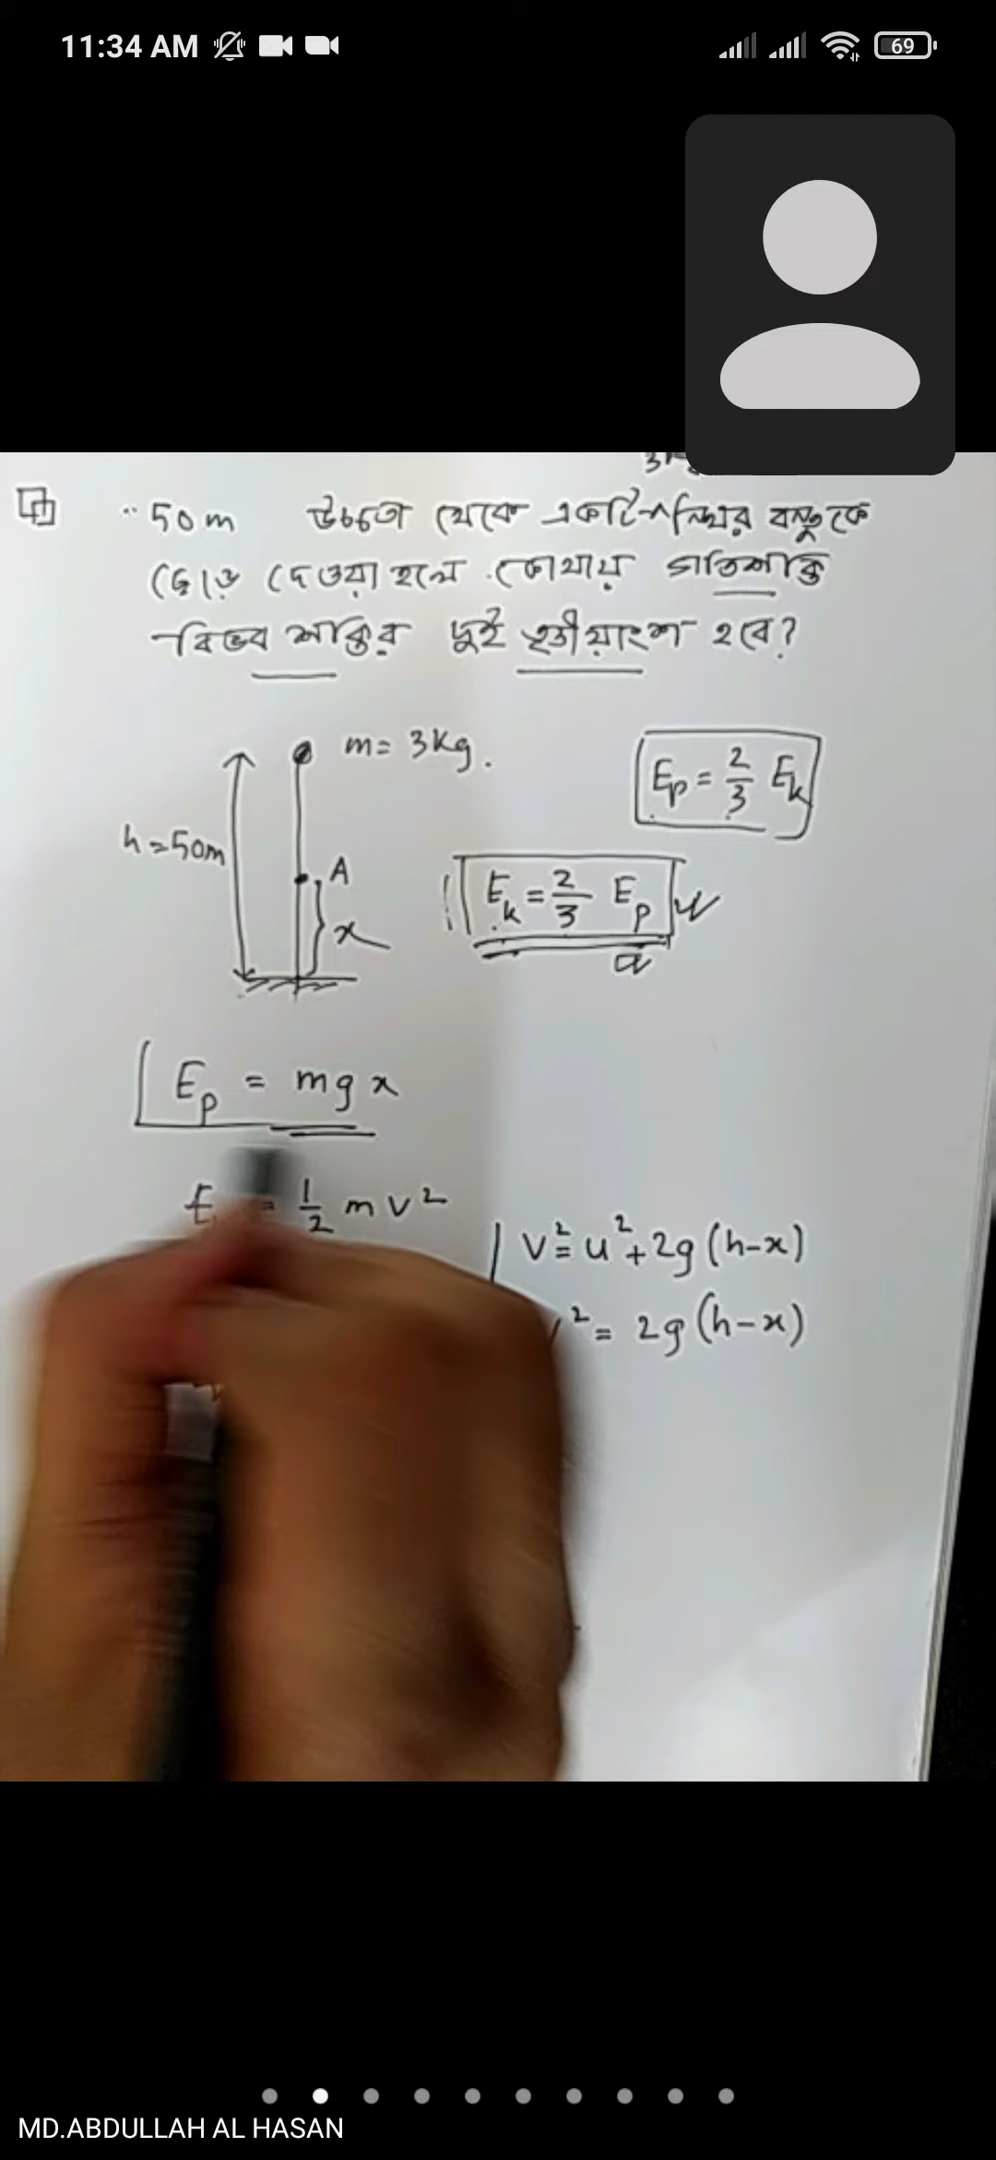 11:34 AM
69
50m উচ্চতা থেকে একটি স্থির বস্তুকে
ছেড়ে দেওয়া হলে কোথায় গতিশক্তি
বিভব শক্তির দুই তৃতীয়াংশ হবে?
m = 3kg.
Ep = 2/3 Ek
h = 50m
A
x
Ek = 2/3 Ep
Ep = mgx
= 1/2 mv²
v² = u² + 2g(h-x)
² = 2g(h-x)
MD.ABDULLAH AL HASAN